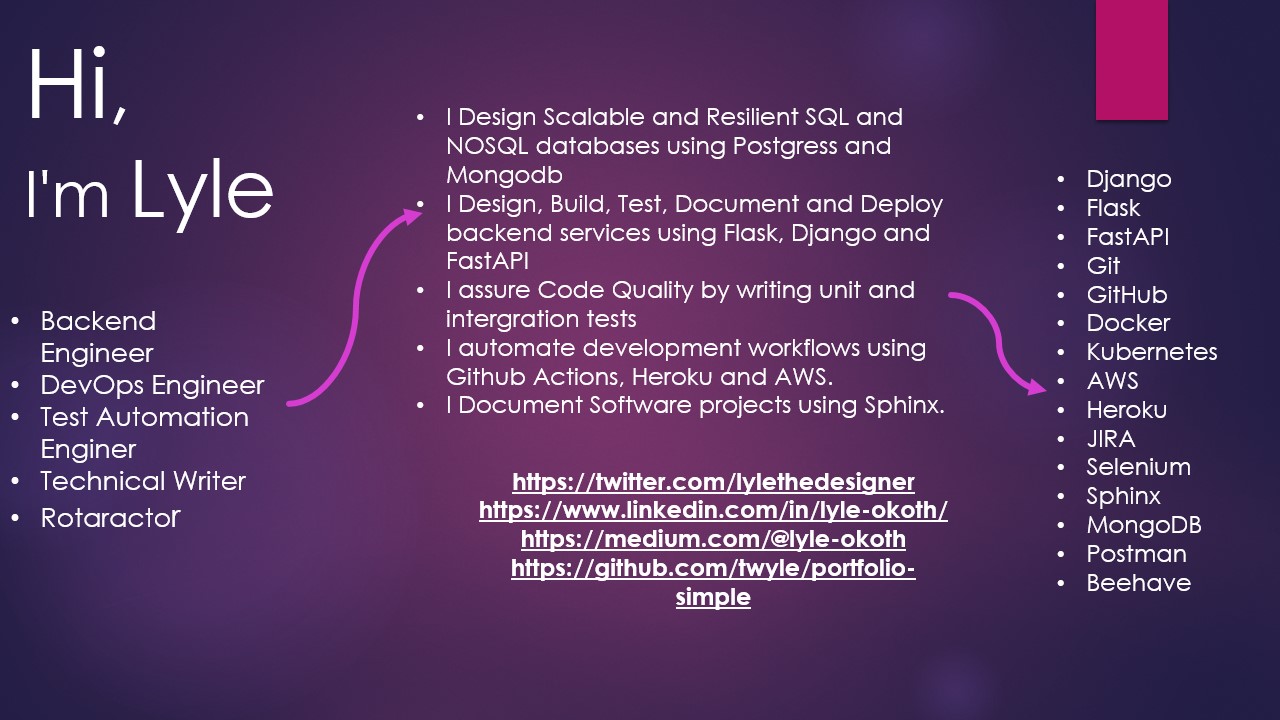 Hi,
I'm Lyle
• Backend
Engineer
• DevOps Engineer
• Test Automation
Enginer
• Technical Writer
• Rotaractor
• I Design Scalable and Resilient SQL and
NOSQL databases using Postgress and
Mongodb
• I Design, Build, Test, Document and Deploy
backend services using Flask, Django and
FastAPI
• I assure Code Quality by writing unit and
intergration tests
• I automate development workflows using
Github Actions, Heroku and AWS.
• I Document Software projects using Sphinx.
https://twitter.com/lylethedesigner
https://www.linkedin.com/in/lyle-okoth/
https://medium.com/@lyle-okoth
https://github.com/twyle/portfolio-
simple
• Django
• Flask
• FastAPI
• Git
• GitHub
• Docker
• Kubernetes
• AWS
• Heroku
• JIRA
• Selenium
• Sphinx
• MongoDB
• Postman
• Beehave